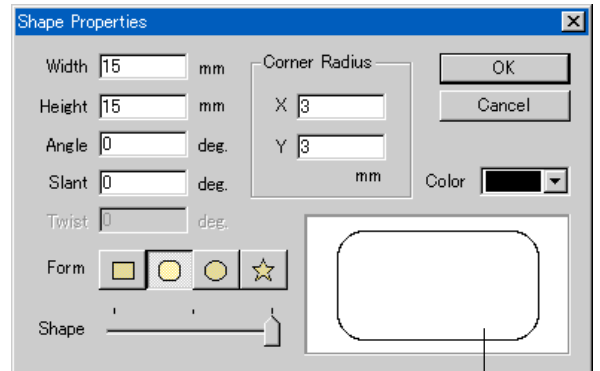 Shape Properties
Width 15 mm
Height 15 mm
Angle 0 deg.
Slant 0 deg.
Twist 0 deg.
Form
Shape
Corner Radius
X 3
Y 3
mm
OK
Cancel
Color